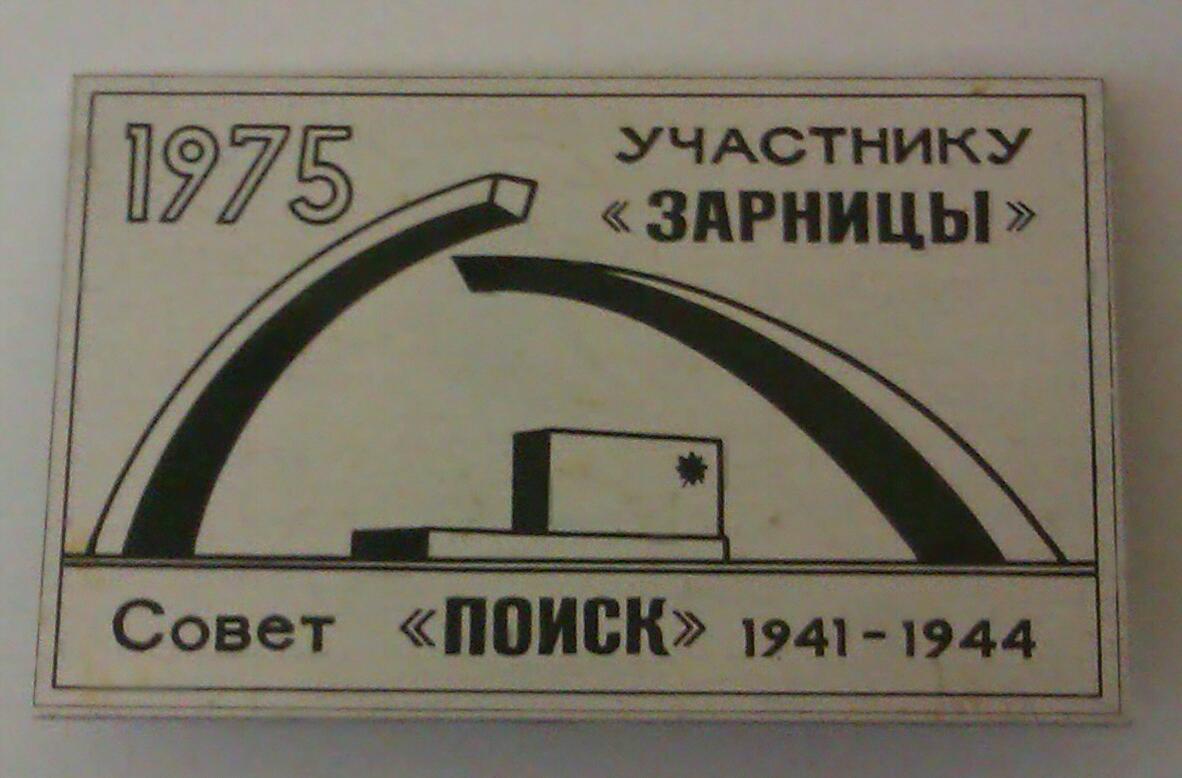 1975
УЧАСТНИКУ
«ЗАРНИЦЫ»
Совет «ПОИСК» 1941-1944